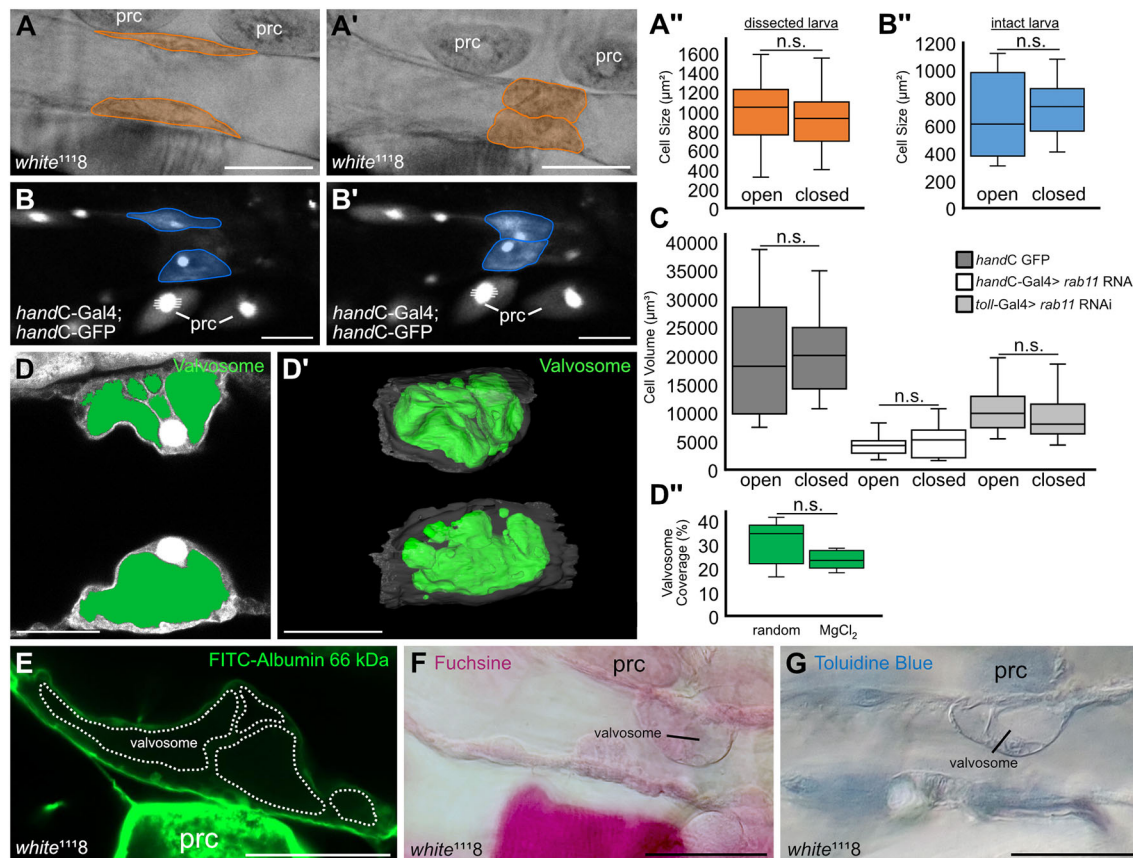 A
prc
white¹¹¹8
A'
prc
prc
white¹¹¹8
A"
dissected larva
n.s.
Cell Size (µm²)
1600
1400
1200
1000
800
600
400
200
0
open
closed
B"
intact larva
n.s.
Cell Size (µm²)
1200
1000
800
600
400
200
0
open
closed
B
handC-Gal4;
handC-GFP
prc
B'
handC-Gal4;
handC-GFP
prc
C
Cell Volume (µm³)
40000
35000
30000
25000
20000
15000
10000
5000
0
n.s.
n.s.
n.s.
open
closed
open
closed
open
closed
handC GFP
handC-Gal4> rab11 RNA
toll-Gal4> rab11 RNAi
D
Valvosome
D'
Valvosome
D"
Valvosome
Coverage (%)
40
30
20
10
0
n.s.
random
MgCl₂
E
FITC-Albumin 66 kDa
valvosome
prc
white¹¹¹8
F
Fuchsine
prc
valvosome
white¹¹¹8
G
Toluidine Blue
prc
valvosome
white¹¹¹8